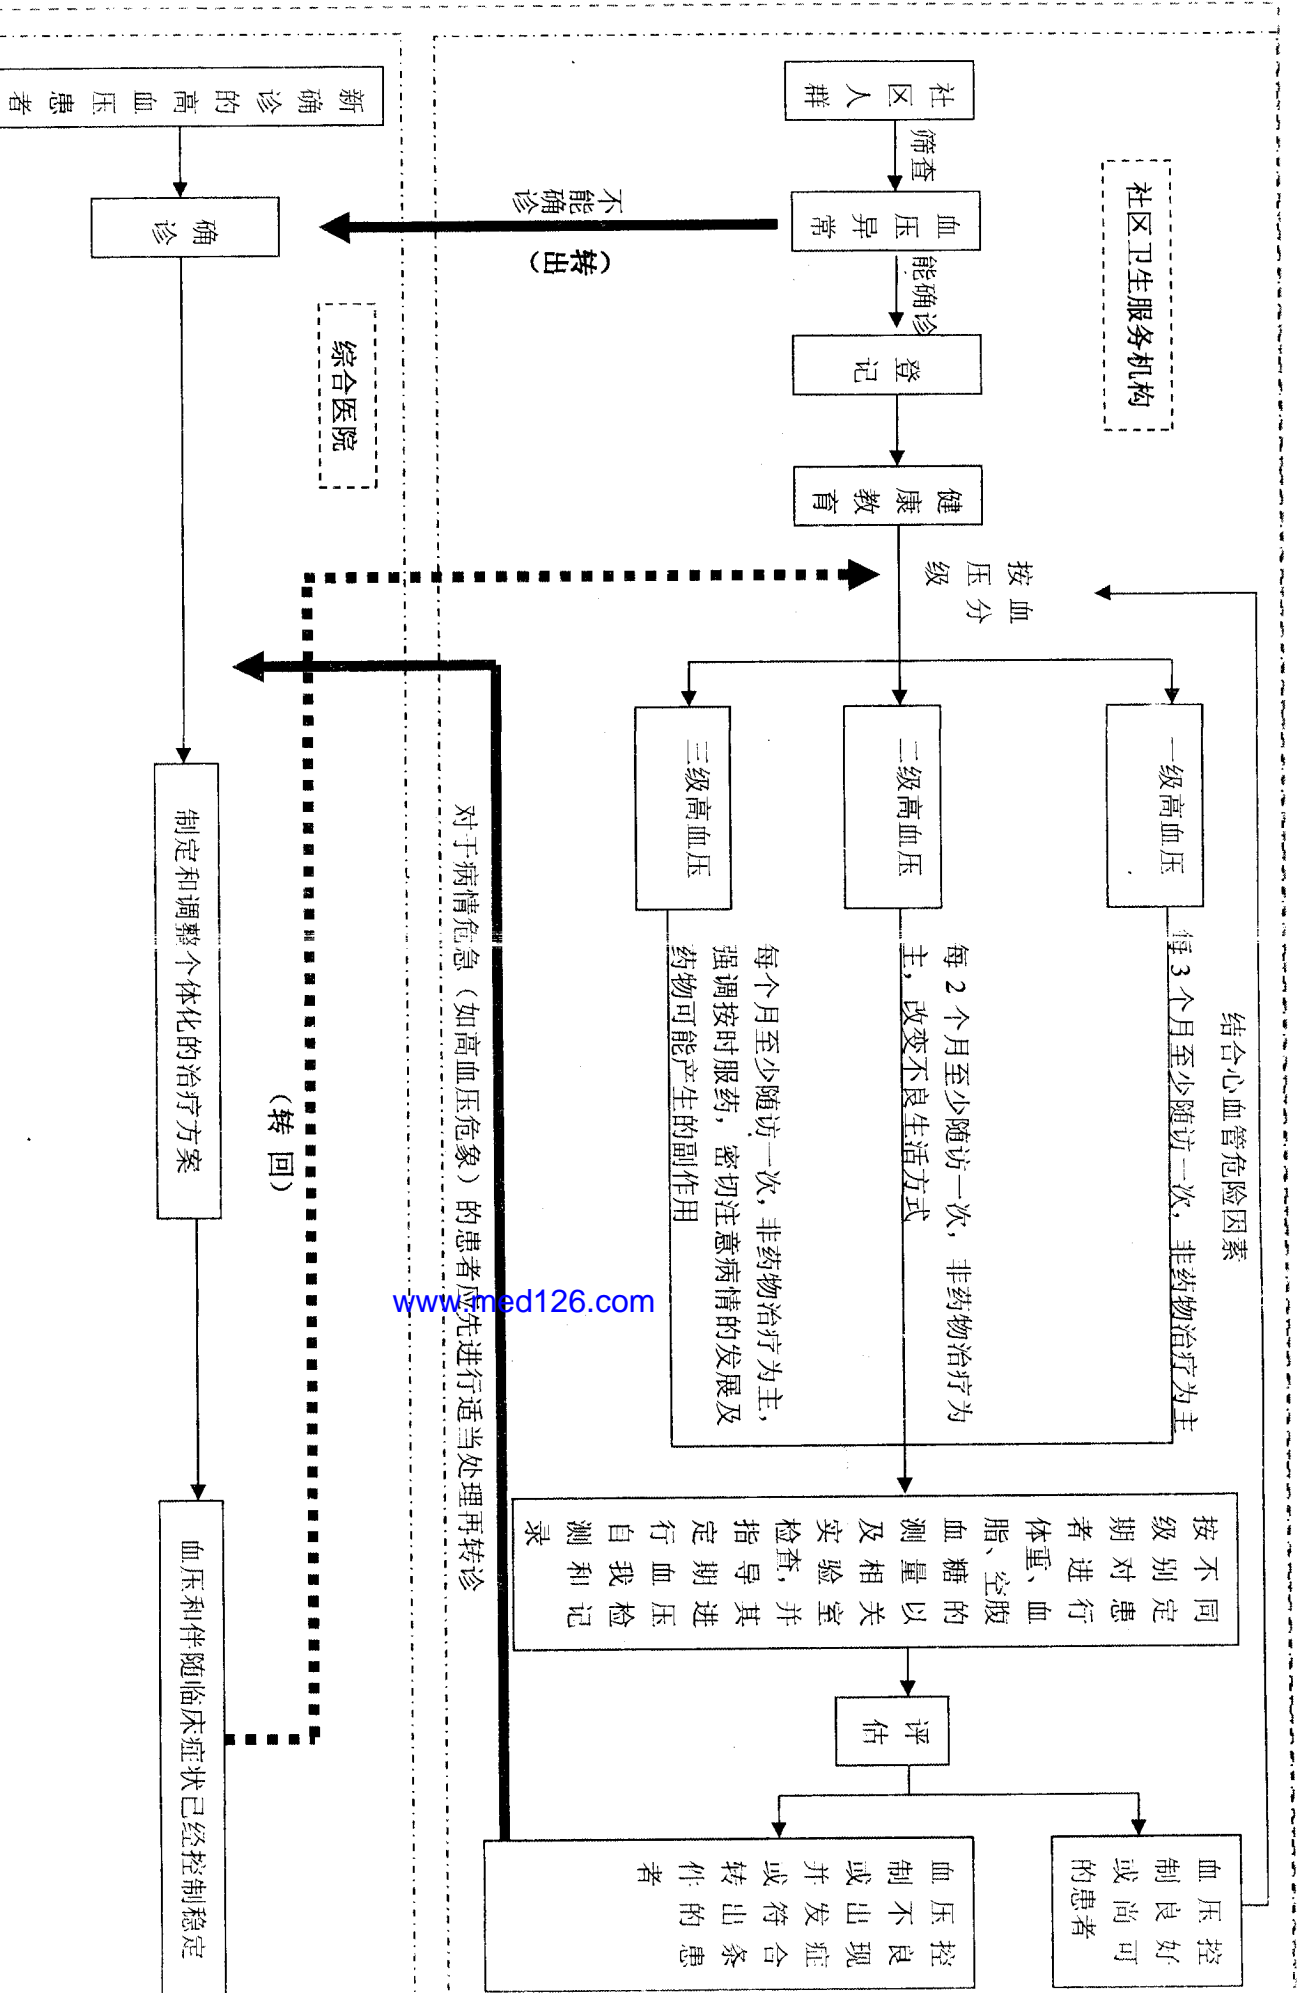 社区卫生服务机构
社区人群
筛查
血压异常
能确诊
登记
健康教育
按血
压分
级
一级高血压
每 3 个月至少随访一次，非药物治疗为主
二级高血压
每 2 个月至少随访一次，非药物治疗为
主，改变不良生活方式
三级高血压
每个月至少随访一次，非药物治疗为主，
强调按时服药，密切注意病情的发展及
药物可能产生的副作用
结合心血管危险因素
按不同
级别定
期对患
者进行
体重、血
脂、空腹
血糖的
测量以
及相关
实验室
检查，并
指导其
定期进
行血压
自我检
测和记
录
评估
血压控
制良好
或尚可
的患者
血压控
制不良
或出现
并发症
或符合
转出条
件的患
者
不能
确诊
（转出）
对于病情危急（如高血压危象）的患者应先进行适当处理再转诊
综合医院
新确诊的高血压患者
确诊
制定和调整个体化的治疗方案
血压和伴随临床症状已经控制稳定
（转 回）
www.med126.com